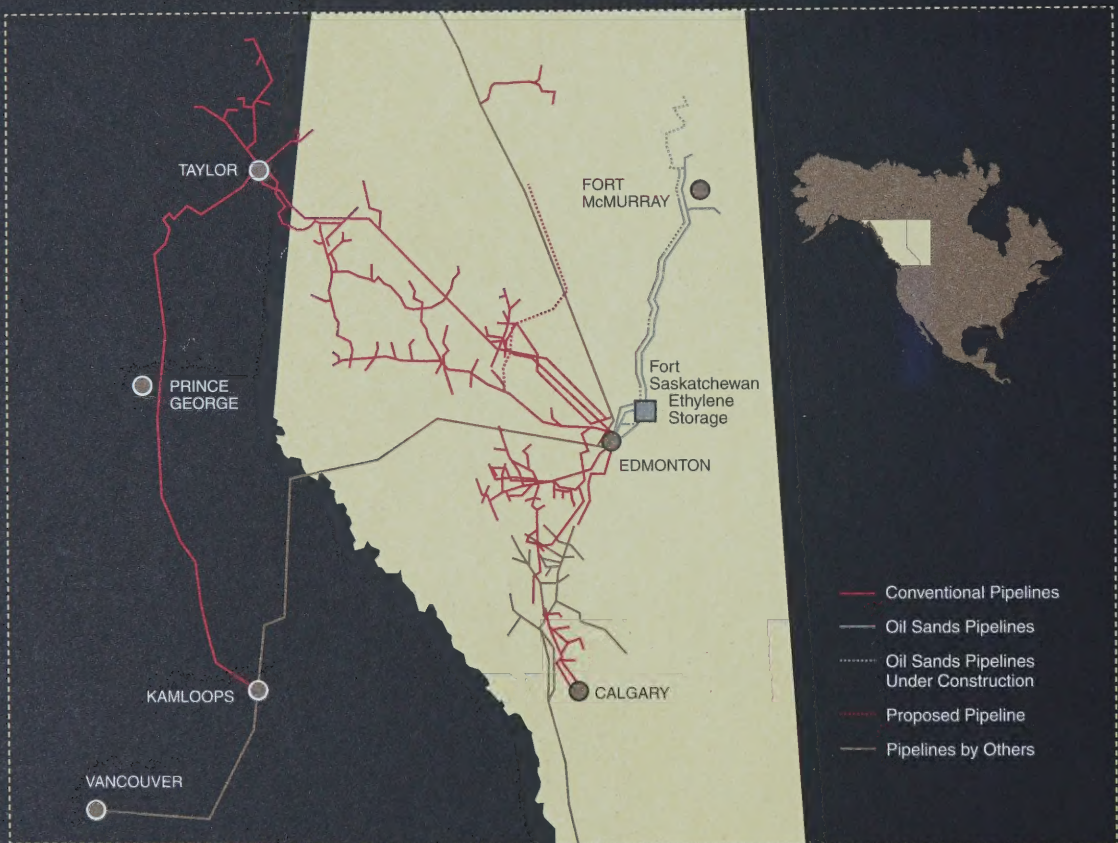 TAYLOR
FORT
McMURRAY
PRINCE
GEORGE
Fort
Saskatchewan
Ethylene
Storage
EDMONTON
KAMLOOPS
CALGARY
VANCOUVER
Conventional Pipelines
Oil Sands Pipelines
Oil Sands Pipelines
Under Construction
Proposed Pipeline
Pipelines by Others